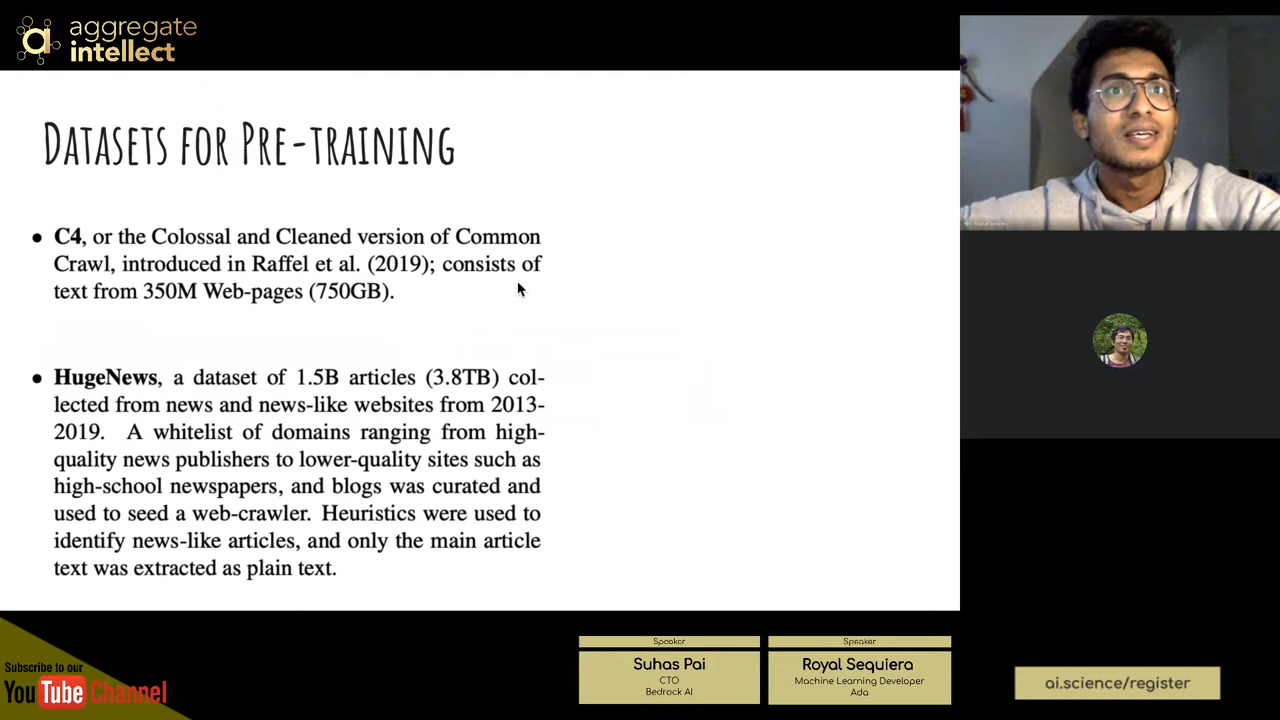 aggregate
intellect
DATASETS FOR PRE-TRAINING
• C4, or the Colossal and Cleaned version of Common
Crawl, introduced in Raffel et al. (2019); consists of
text from 350M Web-pages (750GB).
• HugeNews, a dataset of 1.5B articles (3.8TB) col-
lected from news and news-like websites from 2013-
2019. A whitelist of domains ranging from high-
quality news publishers to lower-quality sites such as
high-school newspapers, and blogs was curated and
used to seed a web-crawler. Heuristics were used to
identify news-like articles, and only the main article
text was extracted as plain text.
Subscribe to our
YouTube Channel
Speaker
Suhas Pai
CTO
Bedrock AI
Speaker
Royal Sequiera
Machine Learning Developer
Ada
ai.science/register